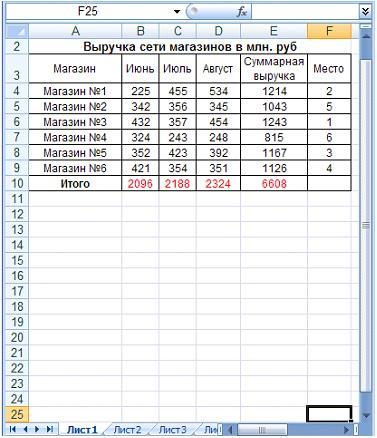 F25 fx
A B C D E F
2 Выручка сети магазинов в млн. руб
3 Магазин Июнь Июль Август Суммарная выручка Место
4 Магазин №1 225 455 534 1214 2
5 Магазин №2 342 356 345 1043 5
6 Магазин №3 432 357 454 1243 1
7 Магазин №4 324 243 248 815 6
8 Магазин №5 352 423 392 1167 3
9 Магазин №6 421 354 351 1126 4
10 Итого 2096 2188 2324 6608
11
12
13
14
15
16
17
18
19
20
21
22
23
24
25
Лист1 Лист2 Лист3 Ли